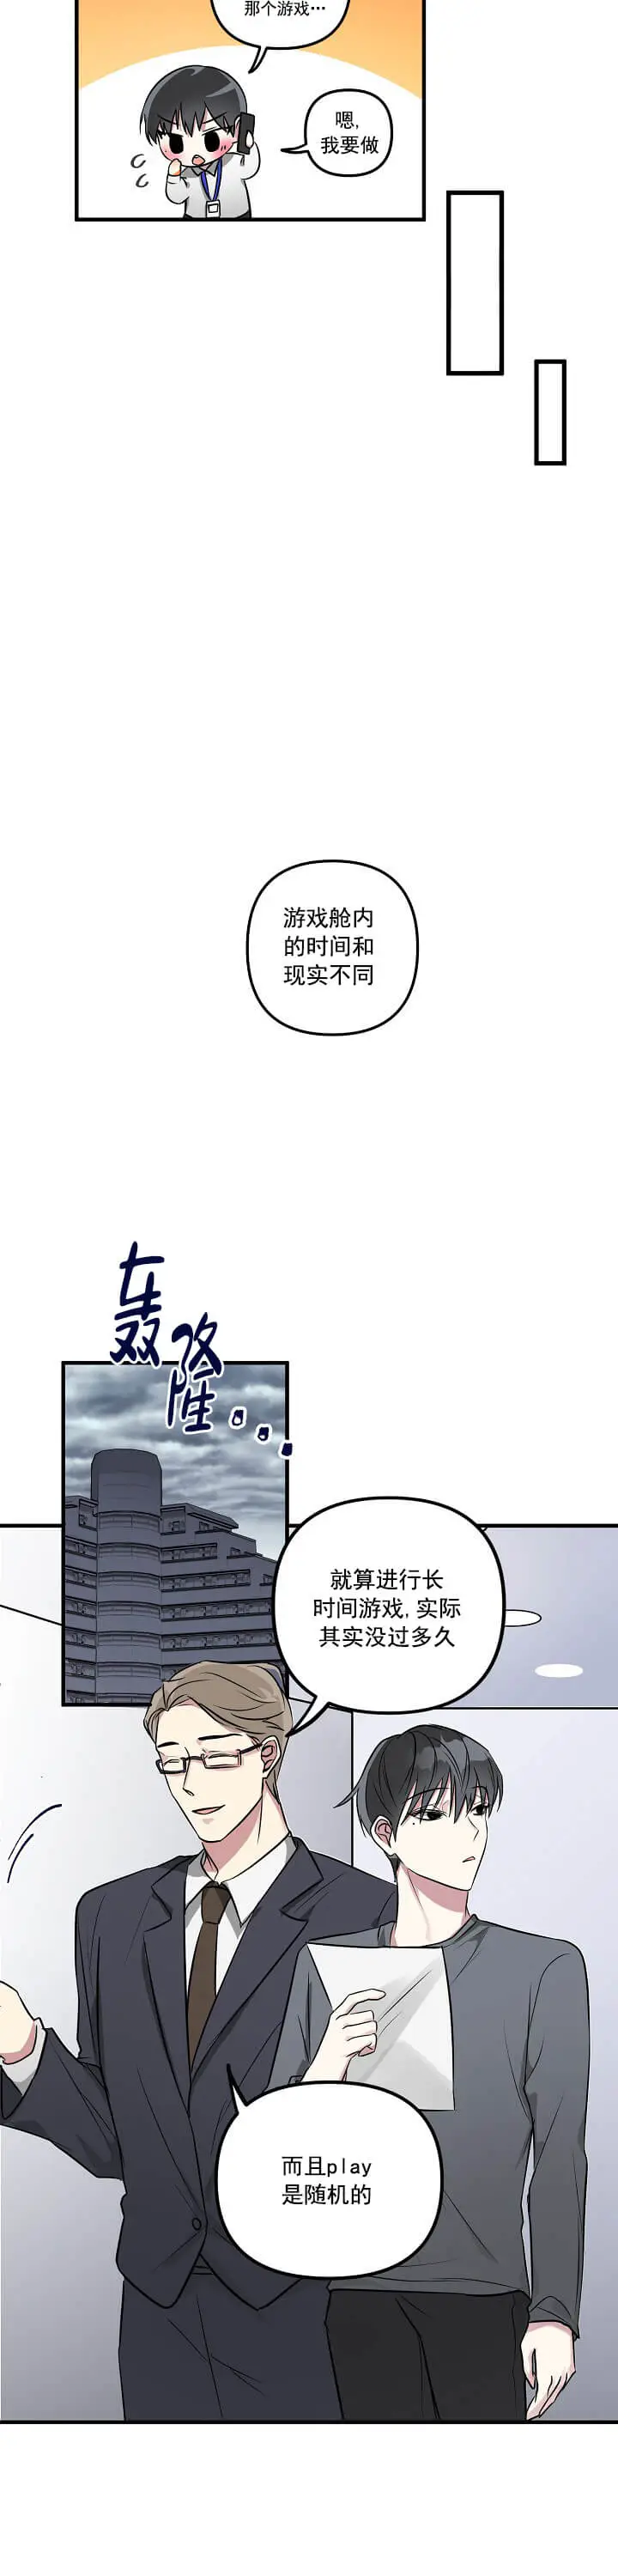 那个游戏…
嗯,
我要做
游戏舱内
的时间和
现实不同
轰隆...
就算进行长
时间游戏,实际
其实没过多久
而且play
是随机的